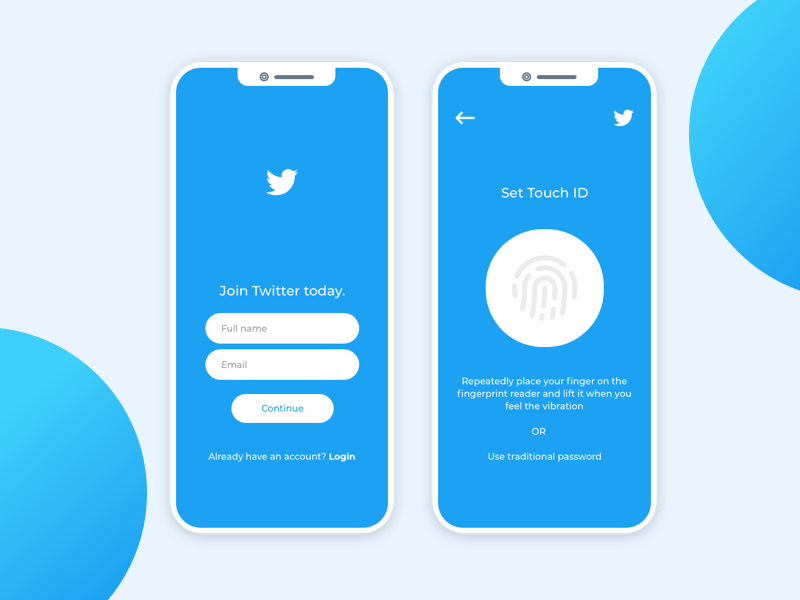 Join Twitter today.
Full name
Email
Continue
Already have an account? Login
Set Touch ID
Repeatedly place your finger on the
fingerprint reader and lift it when you
feel the vibration
OR
Use traditional password